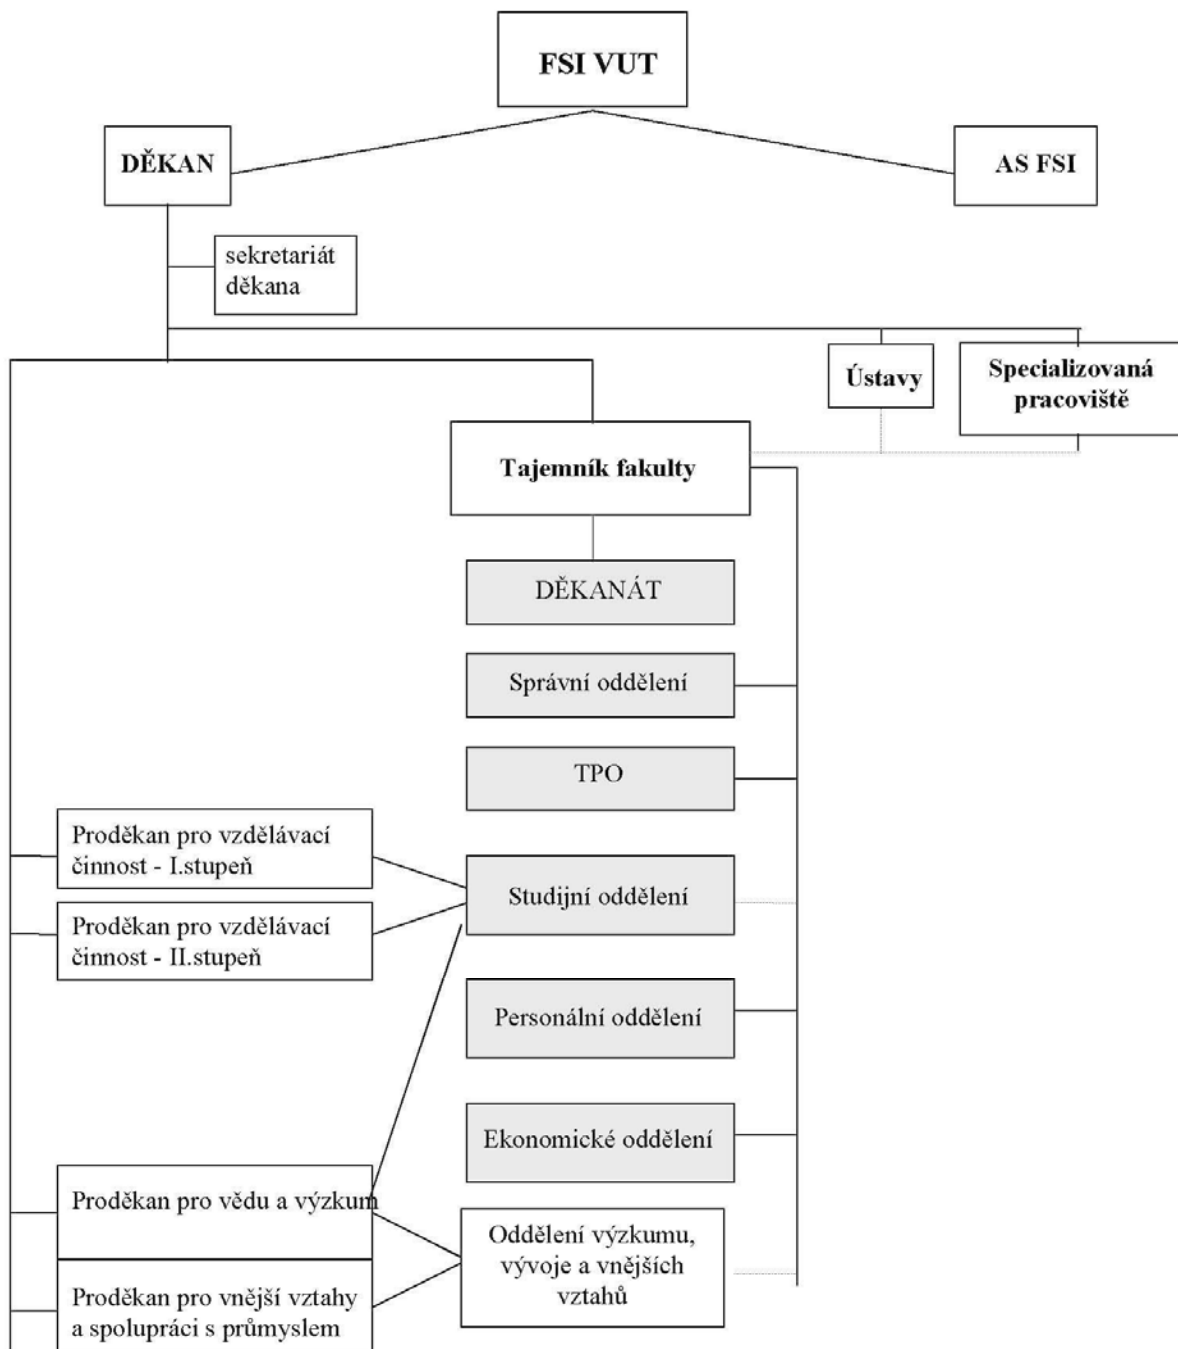 FSI VUT
DĚKAN
AS FSI
sekretariát
děkana
Ústavy
Specializovaná
pracoviště
Tajemník fakulty
DĚKANÁT
Správní oddělení
TPO
Proděkan pro vzdělávací
činnost - I.stupeň
Studijní oddělení
Proděkan pro vzdělávací
činnost - II.stupeň
Personální oddělení
Ekonomické oddělení
Proděkan pro vědu a výzkum
Oddělení výzkumu,
vývoje a vnějších
vztahů
Proděkan pro vnější vztahy
a spolupráci s průmyslem